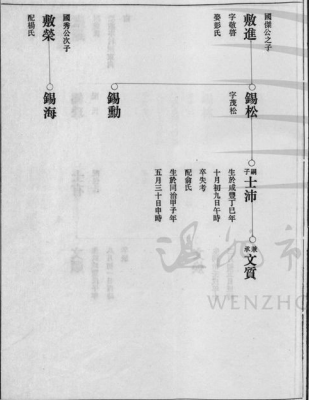 國傑公之子
敷進
字敬啓
娶彭氏
錫松
字茂松
嗣子
士沛
生於咸豐丁巳年
十月初九日午時
卒失考
配俞氏
生於同治甲子年
五月三十日申時
兼承
文質
錫勳
國秀公次子
敷榮
配楊氏
錫海
WENZHO